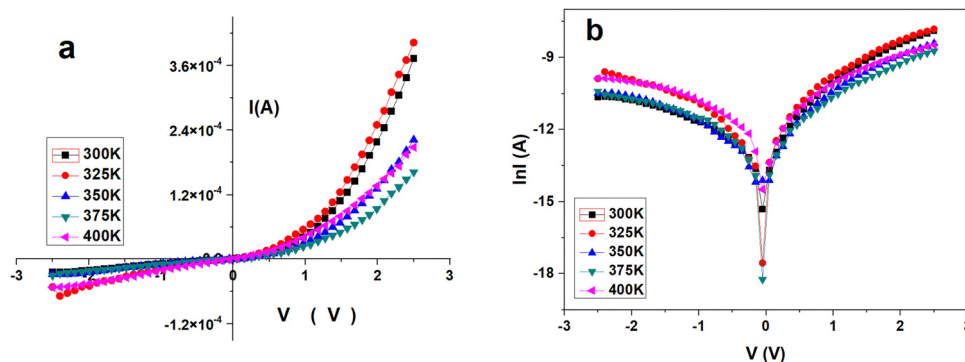 a
I(A)
3.6×10⁻⁴
2.4×10⁻⁴
1.2×10⁻⁴
0.0
-1.2×10⁻⁴
-3 -2 -1 0 1 2 3
V (V)
300K
325K
350K
375K
400K
b
lnI (A)
-9
-12
-15
-18
-3 -2 -1 0 1 2 3
V (V)
300K
325K
350K
375K
400K